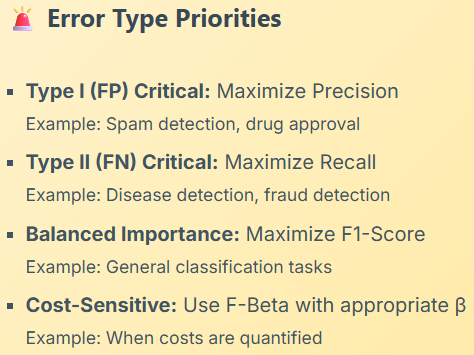 🚨 Error Type Priorities
▪ Type I (FP) Critical: Maximize Precision
Example: Spam detection, drug approval
▪ Type II (FN) Critical: Maximize Recall
Example: Disease detection, fraud detection
▪ Balanced Importance: Maximize F1-Score
Example: General classification tasks
▪ Cost-Sensitive: Use F-Beta with appropriate β
Example: When costs are quantified